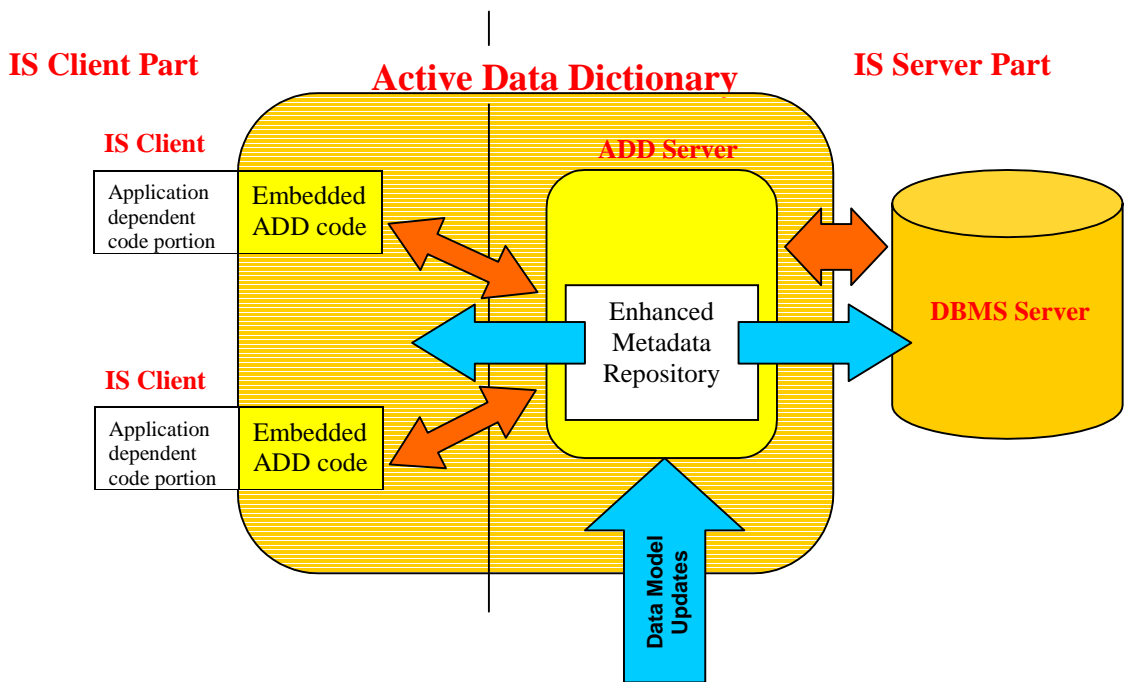 IS Client Part
Active Data Dictionary
IS Server Part
IS Client
Application
dependent
code portion
Embedded
ADD code
ADD Server
Enhanced
Metadata
Repository
DBMS Server
IS Client
Application
dependent
code portion
Embedded
ADD code
Data Model
Updates